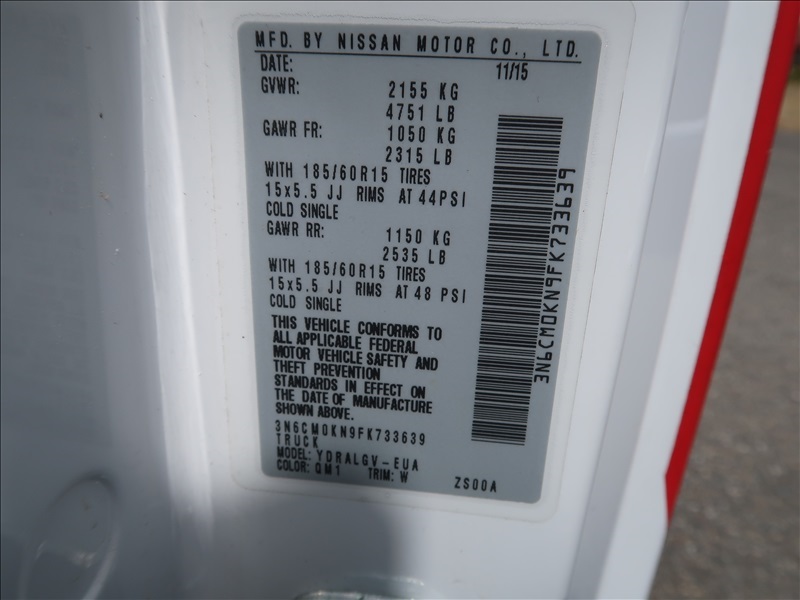 MFD. BY NISSAN MOTOR CO., LTD.
DATE: 11/15
GVWR: 2155 KG
4751 LB
GAWR FR: 1050 KG
2315 LB
WITH 185/60R15 TIRES
15x5.5 JJ RIMS AT 44PSI
COLD SINGLE
GAWR RR: 1150 KG
2535 LB
WITH 185/60R15 TIRES
15x5.5 JJ RIMS AT 48 PSI
COLD SINGLE
THIS VEHICLE CONFORMS TO
ALL APPLICABLE FEDERAL
MOTOR VEHICLE SAFETY AND
THEFT PREVENTION
STANDARDS IN EFFECT ON
THE DATE OF MANUFACTURE
SHOWN ABOVE.
3N6CM0KN9FK733639
TRUCK
MODEL: YDRALGV-EUA
COLOR: QM1 TRIM: W ZS00A
3N6CM0KN9FK733639